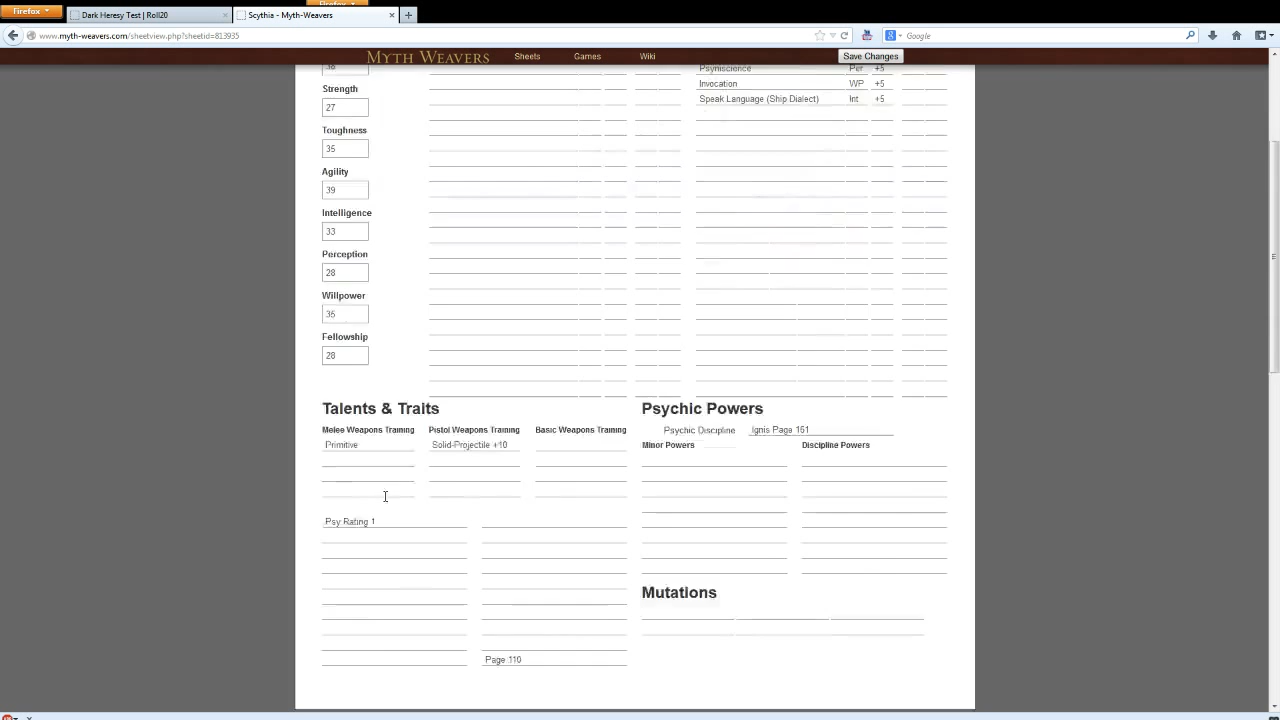 Firefox
Firefox
Dark Heresy Test | Roll20
Scythia - Myth-Weavers
www.myth-weavers.com/sheetview.php?sheetid=813935
Google
MYTH WEAVERS
Sheets
Games
Wiki
Save Changes
Psyniscience Per +5
Strength
Invocation WP +5
27
Speak Language (Ship Dialect) Int +5
Toughness
35
Agility
39
Intelligence
33
Perception
28
Willpower
35
Fellowship
28
Talents & Traits
Psychic Powers
Melee Weapons Training Pistol Weapons Training Basic Weapons Training
Psychic Discipline Ignis Page 161
Primitive Solid-Projectile +10
Minor Powers Discipline Powers
Psy Rating 1
Mutations
Page 110